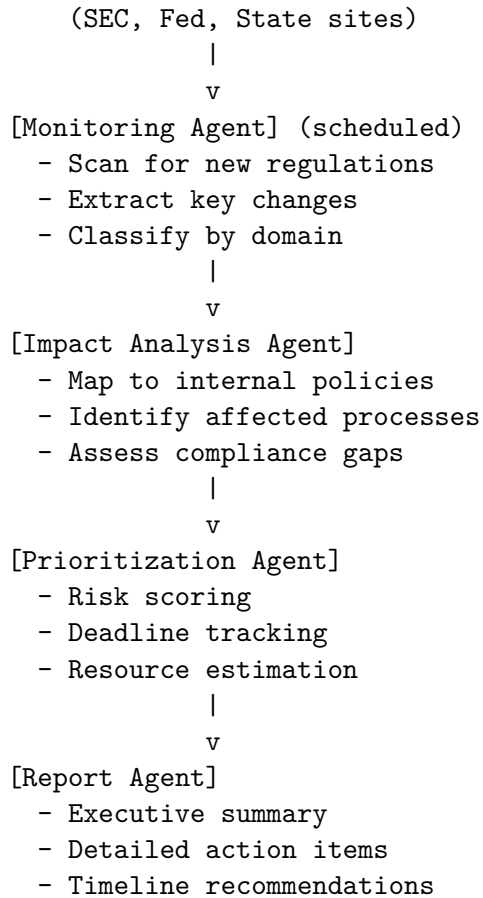 (SEC, Fed, State sites)
|
v
[Monitoring Agent] (scheduled)
- Scan for new regulations
- Extract key changes
- Classify by domain
|
v
[Impact Analysis Agent]
- Map to internal policies
- Identify affected processes
- Assess compliance gaps
|
v
[Prioritization Agent]
- Risk scoring
- Deadline tracking
- Resource estimation
|
v
[Report Agent]
- Executive summary
- Detailed action items
- Timeline recommendations